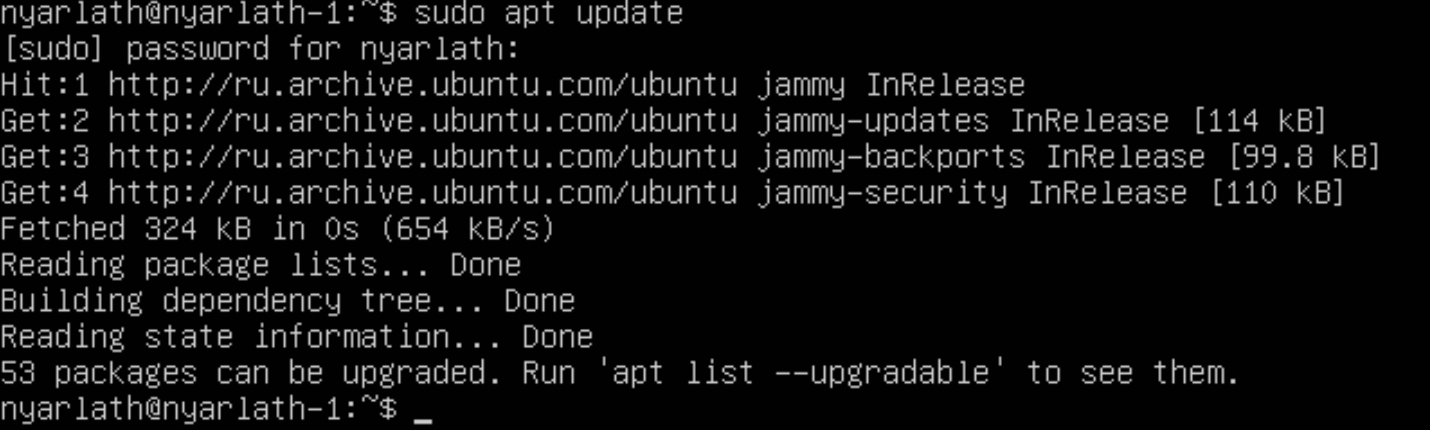 nyarlath@nyarlath-1:~$ sudo apt update
[sudo] password for nyarlath:
Hit:1 http://ru.archive.ubuntu.com/ubuntu jammy InRelease
Get:2 http://ru.archive.ubuntu.com/ubuntu jammy-updates InRelease [114 kB]
Get:3 http://ru.archive.ubuntu.com/ubuntu jammy-backports InRelease [99.8 kB]
Get:4 http://ru.archive.ubuntu.com/ubuntu jammy-security InRelease [110 kB]
Fetched 324 kB in 0s (654 kB/s)
Reading package lists... Done
Building dependency tree... Done
Reading state information... Done
53 packages can be upgraded. Run 'apt list --upgradable' to see them.
nyarlath@nyarlath-1:~$ _